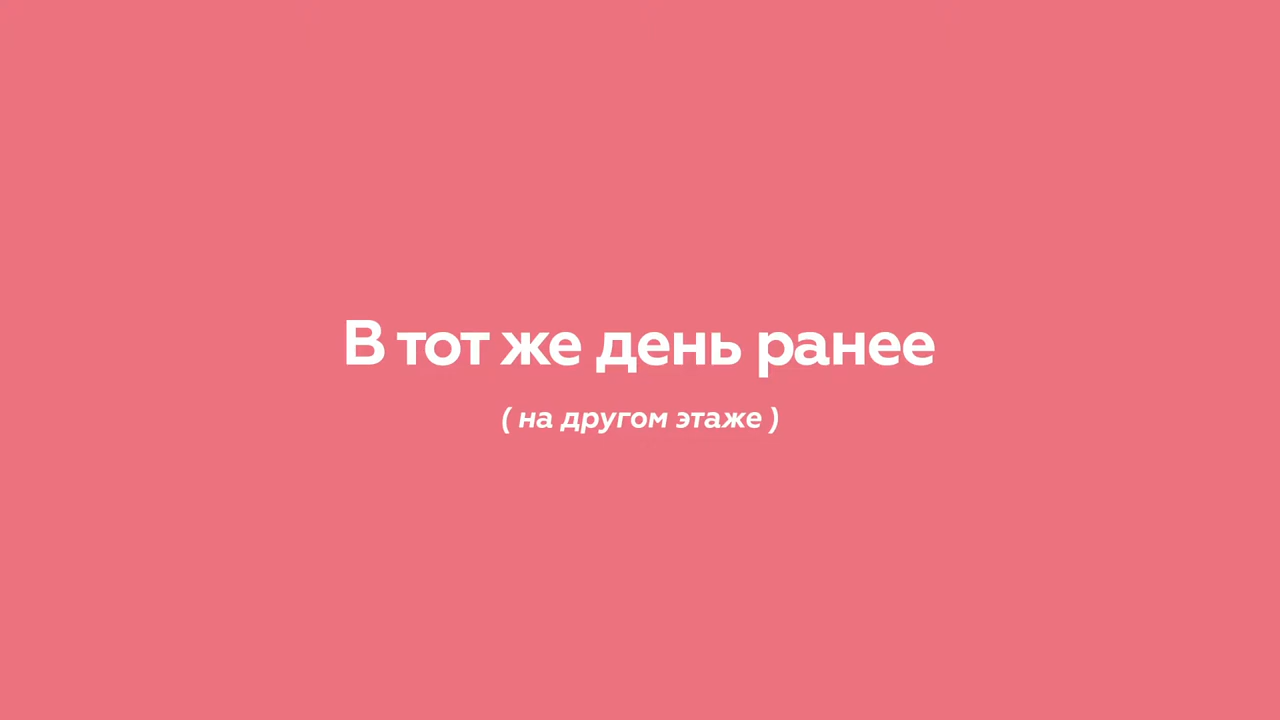 В тот же день ранее
( на другом этаже )